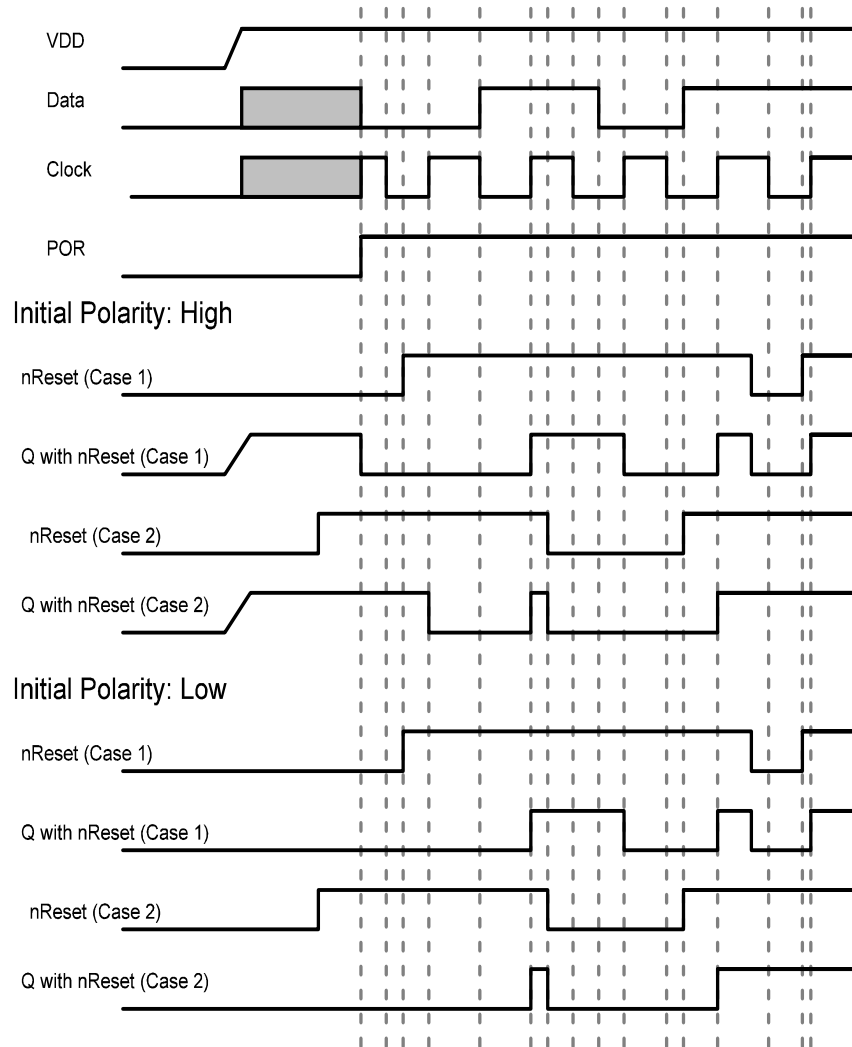 VDD
Data
Clock
POR
Initial Polarity: High
nReset (Case 1)
Q with nReset (Case 1)
nReset (Case 2)
Q with nReset (Case 2)
Initial Polarity: Low
nReset (Case 1)
Q with nReset (Case 1)
nReset (Case 2)
Q with nReset (Case 2)